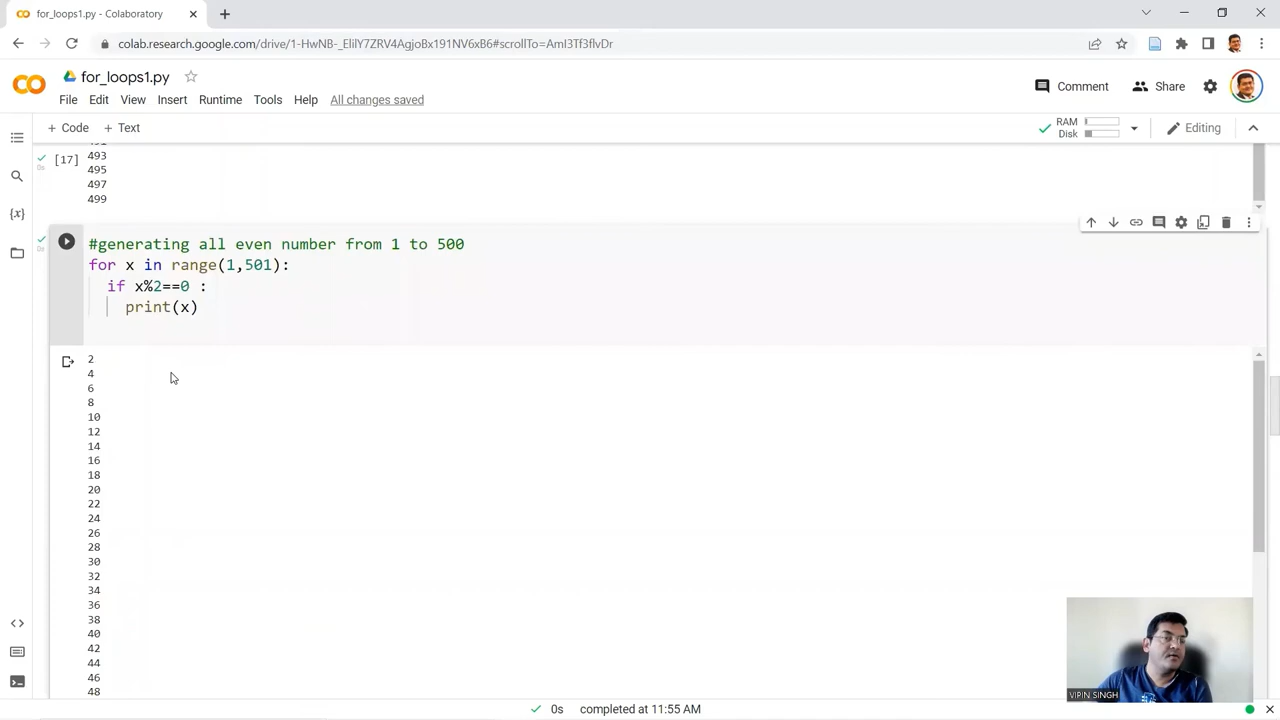 for_loops1.py - Colaboratory
colab.research.google.com/drive/1-HwNB-_ElilY7ZRV4AgjoBx191NV6xB6#scrollTo=AmI3Tf3flvDr
for_loops1.py
Comment
Share
File Edit View Insert Runtime Tools Help All changes saved
+ Code + Text
RAM
Disk
Editing
[17]
493
495
497
499
0s
#generating all even number from 1 to 500
for x in range(1,501):
if x%2==0 :
print(x)
2
4
6
8
10
12
14
16
18
20
22
24
26
28
30
32
34
36
38
40
42
44
46
48
VIPIN SINGH
0s completed at 11:55 AM